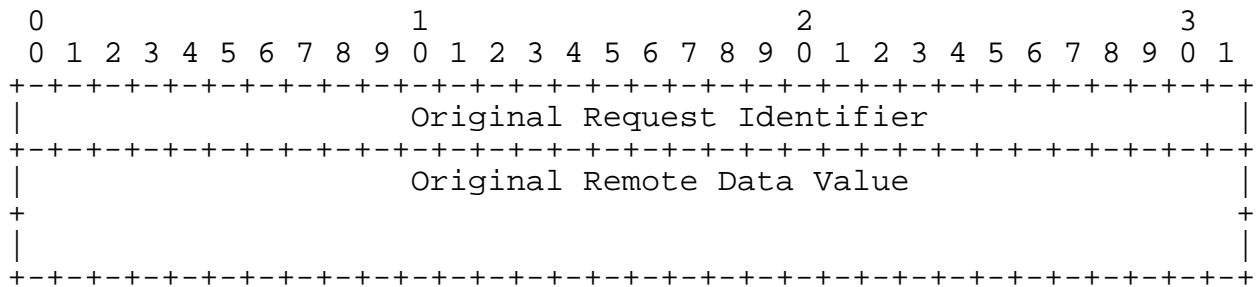 0                   1                   2                   3
 0 1 2 3 4 5 6 7 8 9 0 1 2 3 4 5 6 7 8 9 0 1 2 3 4 5 6 7 8 9 0 1
+-+-+-+-+-+-+-+-+-+-+-+-+-+-+-+-+-+-+-+-+-+-+-+-+-+-+-+-+-+-+-+-+
|                    Original Request Identifier                |
+-+-+-+-+-+-+-+-+-+-+-+-+-+-+-+-+-+-+-+-+-+-+-+-+-+-+-+-+-+-+-+-+
|                    Original Remote Data Value                 |
+                                                               +
|                                                               |
+-+-+-+-+-+-+-+-+-+-+-+-+-+-+-+-+-+-+-+-+-+-+-+-+-+-+-+-+-+-+-+-+